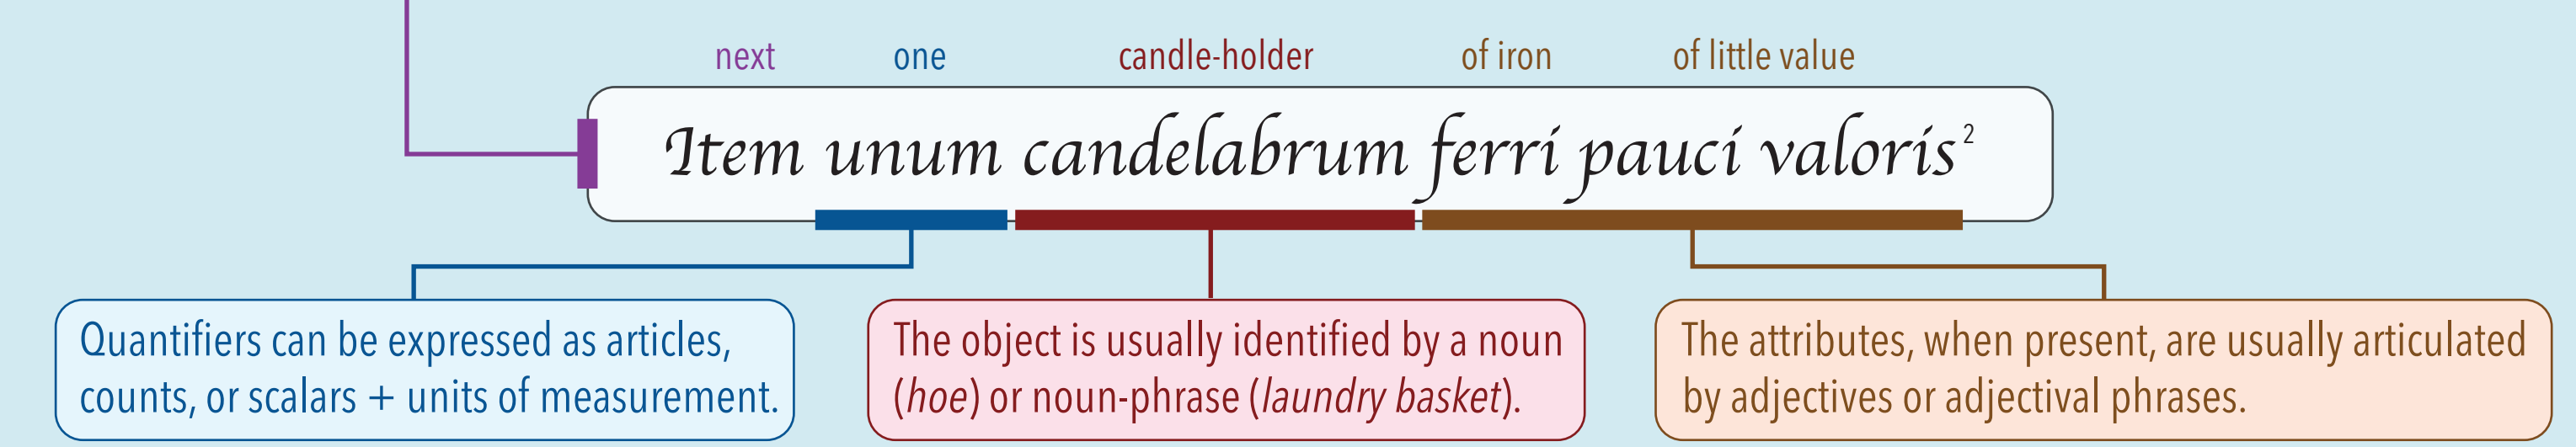 next one candle-holder of iron of little value
Item unum candelabrum ferri pauci valoris²
Quantifiers can be expressed as articles,
counts, or scalars + units of measurement.
The object is usually identified by a noun
(hoe) or noun-phrase (laundry basket).
The attributes, when present, are usually articulated
by adjectives or adjectival phrases.